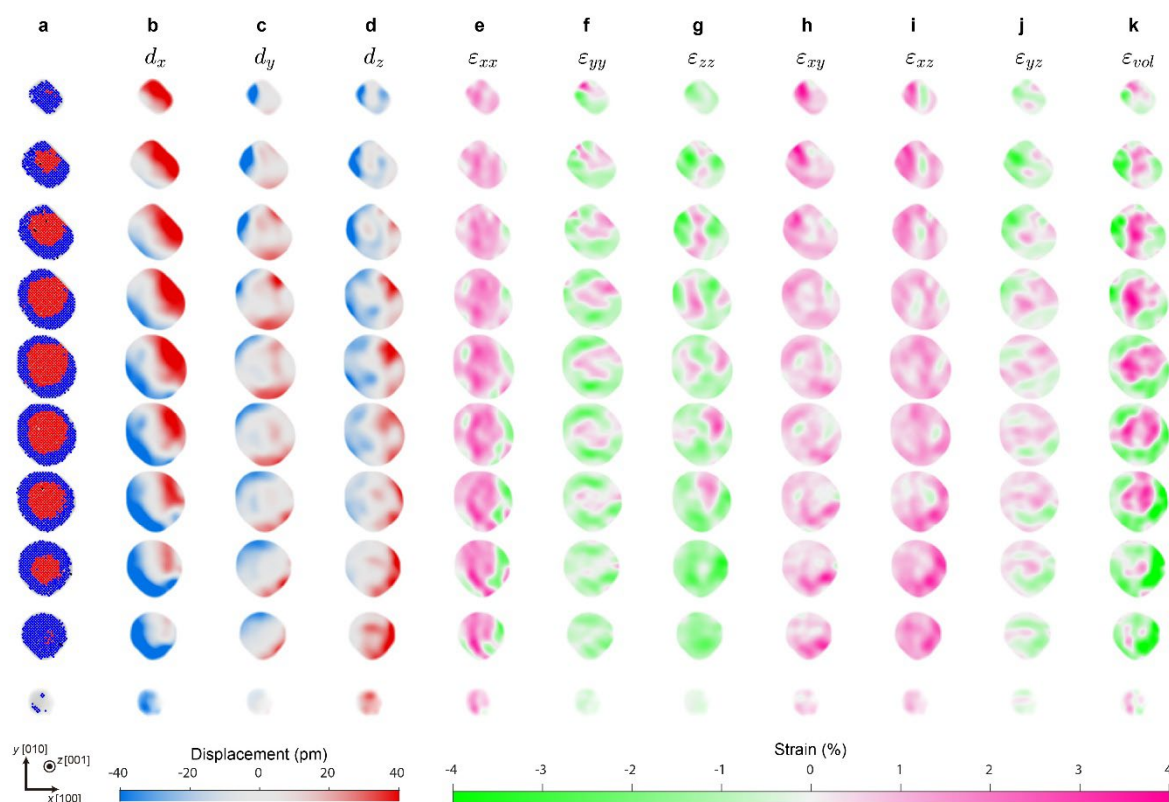 a b c d e f g h i j k
d_x d_y d_z ε_xx ε_yy ε_zz ε_xy ε_xz ε_yz ε_vol
y [010]
z [001]
x [100]
Displacement (pm)
-40 -20 0 20 40
Strain (%)
-4 -3 -2 -1 0 1 2 3 4